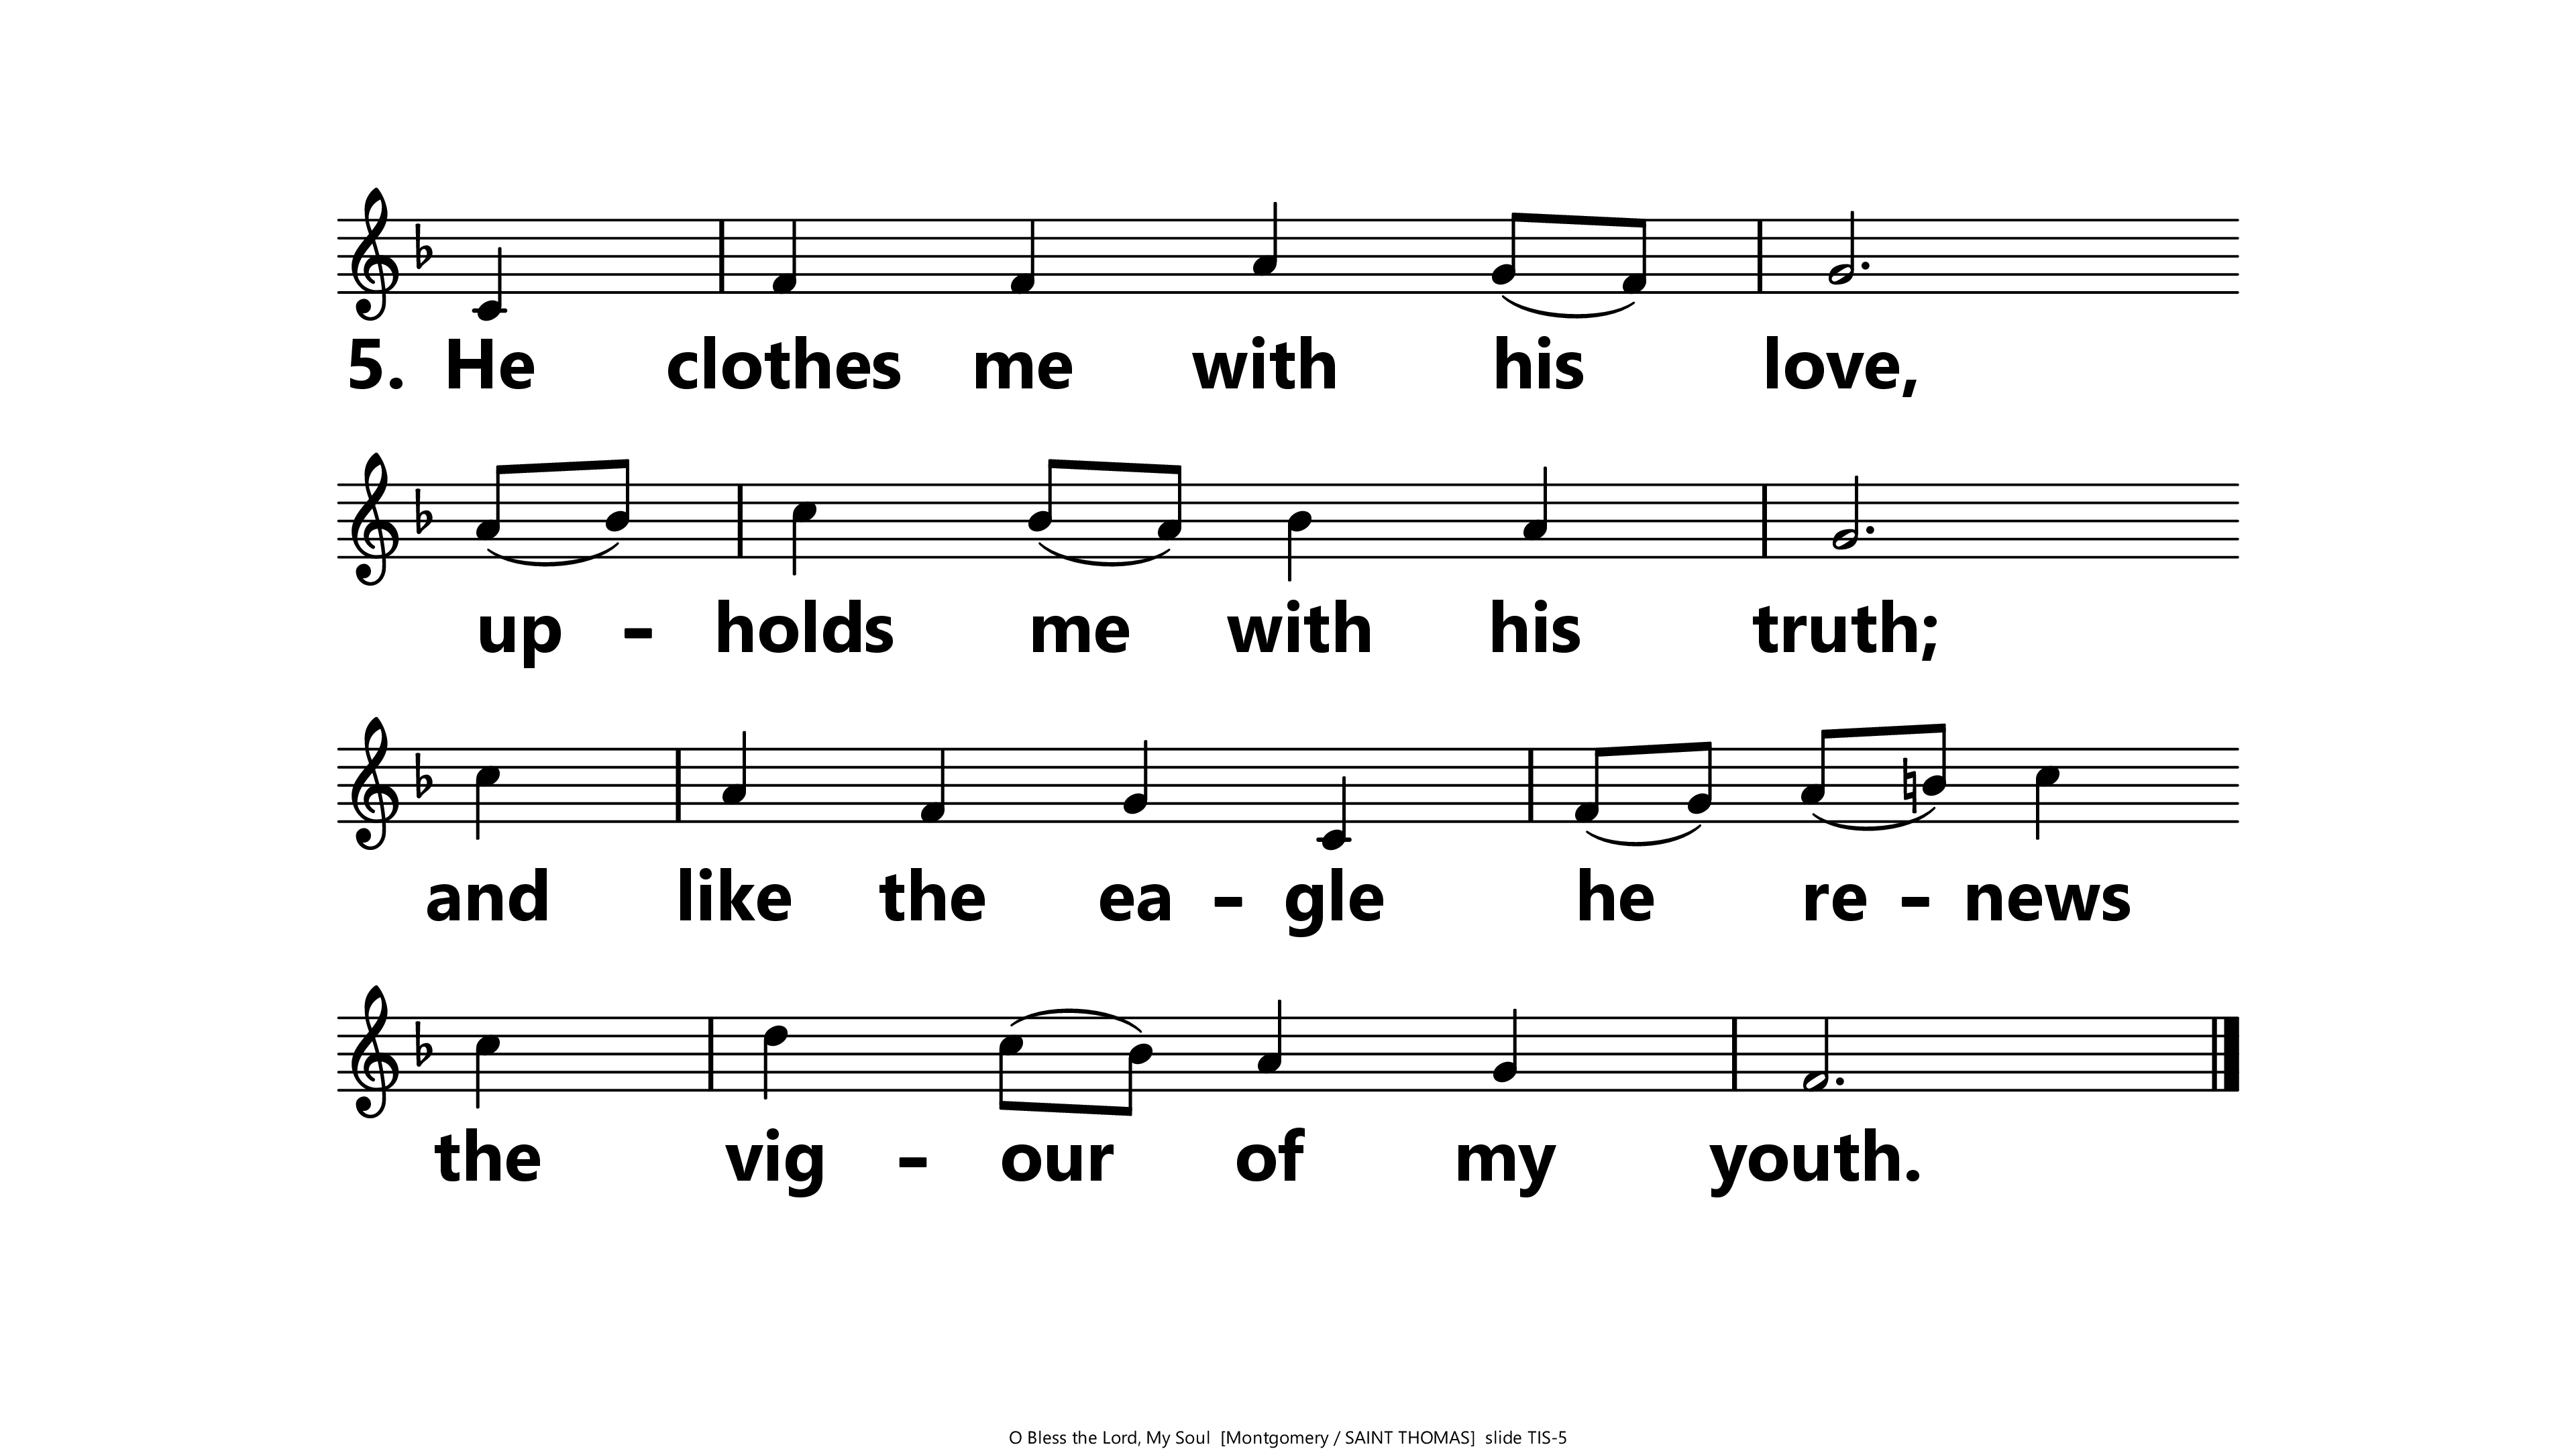 5. He clothes me with his love,
up - holds me with his truth;
and like the ea - gle he re - news
the vig - our of my youth.
O Bless the Lord, My Soul [Montgomery / SAINT THOMAS] slide TIS-5